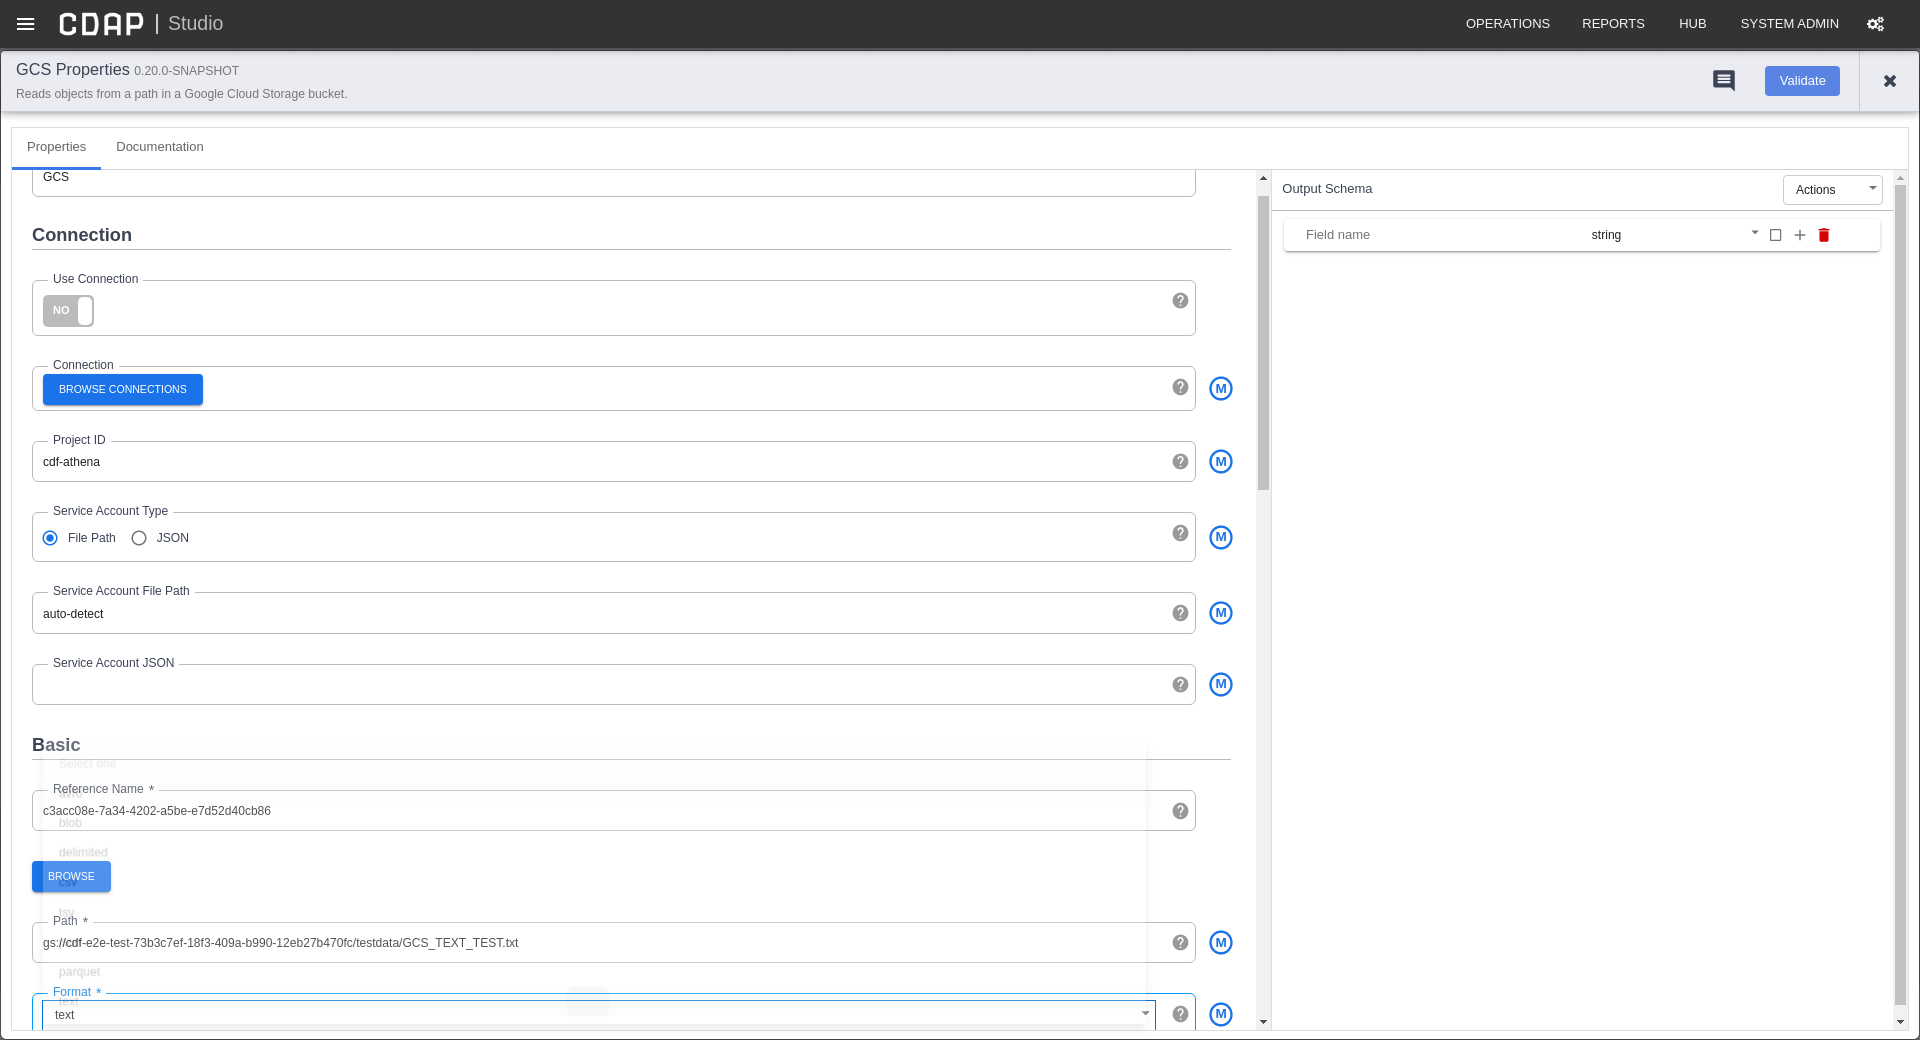 CDAP | Studio
OPERATIONS REPORTS HUB SYSTEM ADMIN
GCS Properties 0.20.0-SNAPSHOT
Reads objects from a path in a Google Cloud Storage bucket.
Validate
Properties Documentation
GCS
Output Schema
Actions
Field name string
Connection
Use Connection
NO
Connection
BROWSE CONNECTIONS
M
Project ID
cdf-athena
M
Service Account Type
File Path JSON
M
Service Account File Path
auto-detect
M
Service Account JSON
M
Basic
Select one
Reference Name *
avro
c3acc08e-7a34-4202-a5be-e7d52d40cb86
blob
delimited
BROWSE
csv
tsv
Path *
gs://cdf-e2e-test-73b3c7ef-18f3-409a-b990-12eb27b470fc/testdata/GCS_TEXT_TEST.txt
M
parquet
Format *
text
text
M